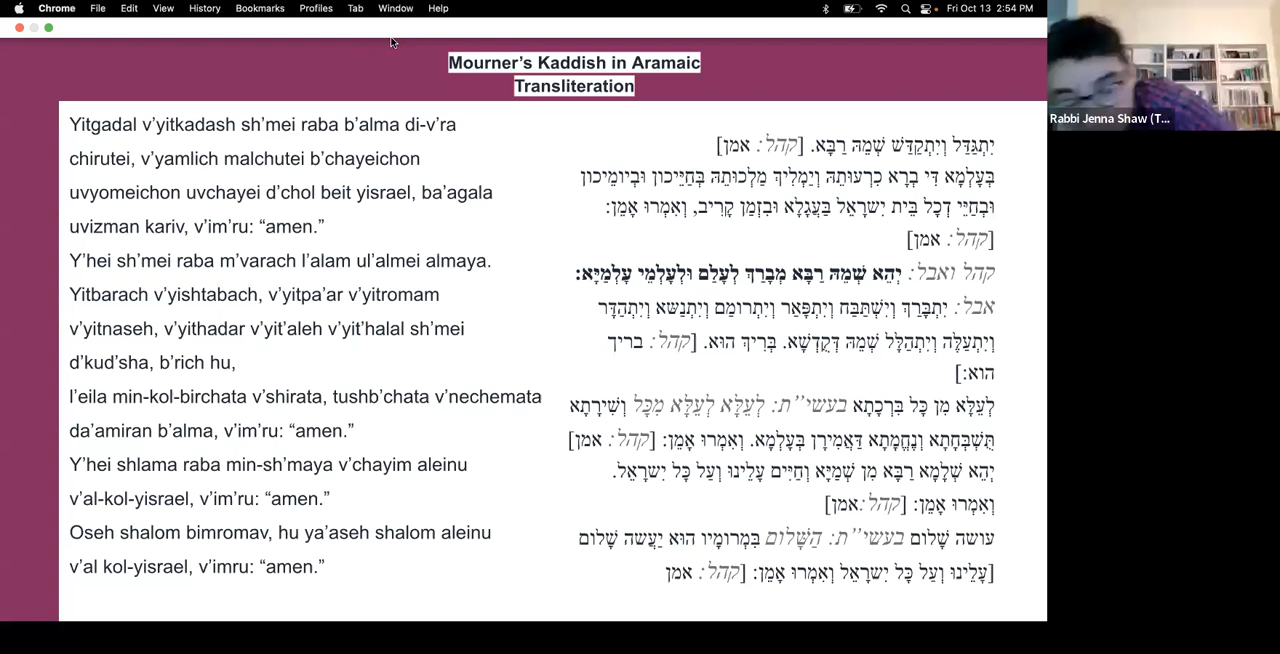 Chrome File Edit View History Bookmarks Profiles Tab Window Help Fri Oct 13 2:54 PM
Mourner’s Kaddish in Aramaic
Transliteration
Yitgadal v’yitkadash sh’mei raba b’alma di-v’ra
chirutei, v’yamlich malchutei b’chayeichon
uvyomeichon uvchayei d’chol beit yisrael, ba’agala
uvizman kariv, v’im’ru: “amen.”
Y’hei sh’mei raba m’varach l’alam ul’almei almaya.
Yitbarach v’yishtabach, v’yitpa’ar v’yitromam
v’yitnaseh, v’yithadar v’yit’aleh v’yit’halal sh’mei
d’kud’sha, b’rich hu,
l’eila min-kol-birchata v’shirata, tushb’chata v’nechemata
da’amiran b’alma, v’im’ru: “amen.”
Y’hei shlama raba min-sh’maya v’chayim aleinu
v’al-kol-yisrael, v’im’ru: “amen.”
Oseh shalom bimromav, hu ya’aseh shalom aleinu
v’al kol-yisrael, v’imru: “amen.”
יִתְגַּדַּל וְיִתְקַדַּשׁ שְׁמֵהּ רַבָּא. [קהל: אמן]
בְּעָלְמָא דִּי בְרָא כִרְעוּתֵהּ וְיַמְלִיךְ מַלְכוּתֵהּ בְּחַיֵּיכוֹן וּבְיוֹמֵיכוֹן
וּבְחַיֵּי דְכָל בֵּית יִשְׂרָאֵל בַּעֲגָלָא וּבִזְמַן קָרִיב, וְאִמְרוּ אָמֵן:
[קהל: אמן]
קהל ואבל: יְהֵא שְׁמֵהּ רַבָּא מְבָרַךְ לְעָלַם וּלְעָלְמֵי עָלְמַיָּא:
אבל: יִתְבָּרַךְ וְיִשְׁתַּבַּח וְיִתְפָּאַר וְיִתְרוֹמַם וְיִתְנַשֵּׂא וְיִתְהַדָּר
וְיִתְעַלֶּה וְיִתְהַלָּל שְׁמֵהּ דְּקֻדְשָׁא. בְּרִיךְ הוּא. [קהל: בריך
הוא:]
לְעֵלָּא מִן כָּל בִּרְכָתָא בעשי’’ת: לְעֵלָּא לְעֵלָּא מִכָּל וְשִׁירָתָא
תֻּשְׁבְּחָתָא וְנֶחֱמָתָא דַּאֲמִירָן בְּעָלְמָא. וְאִמְרוּ אָמֵן: [קהל: אמן]
יְהֵא שְׁלָמָא רַבָּא מִן שְׁמַיָּא וְחַיִּים עָלֵינוּ וְעַל כָּל יִשְׂרָאֵל.
וְאִמְרוּ אָמֵן: [קהל:אמן]
עושה שָׁלוֹם בעשי’’ת: הַשָּׁלוֹם בִּמְרוֹמָיו הוּא יַעֲשֶׂה שָׁלוֹם
[עָלֵינוּ וְעַל כָּל יִשְׂרָאֵל וְאִמְרוּ אָמֵן: [קהל: אמן
Rabbi Jenna Shaw (T...